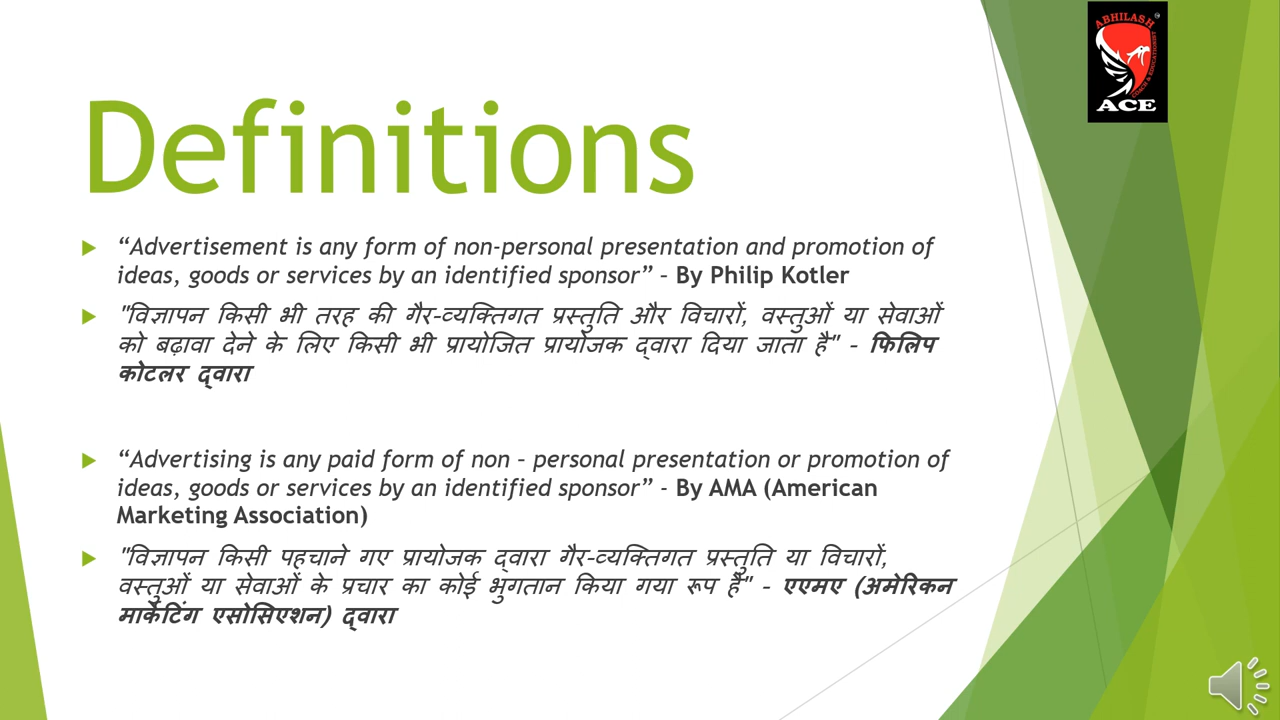 ABHILASH
COACH & EDUCATIONIST
ACE
Definitions
“Advertisement is any form of non-personal presentation and promotion of
ideas, goods or services by an identified sponsor” – By Philip Kotler
"विज्ञापन किसी भी तरह की गैर-व्यक्तिगत प्रस्तुति और विचारों, वस्तुओं या सेवाओं
को बढ़ावा देने के लिए किसी भी प्रायोजित प्रायोजक द्वारा दिया जाता है" – फिलिप
कोटलर द्वारा
“Advertising is any paid form of non – personal presentation or promotion of
ideas, goods or services by an identified sponsor” - By AMA (American
Marketing Association)
"विज्ञापन किसी पहचाने गए प्रायोजक द्वारा गैर-व्यक्तिगत प्रस्तुति या विचारों,
वस्तुओं या सेवाओं के प्रचार का कोई भुगतान किया गया रूप है" – एएमए (अमेरिकन
मार्केटिंग एसोसिएशन) द्वारा